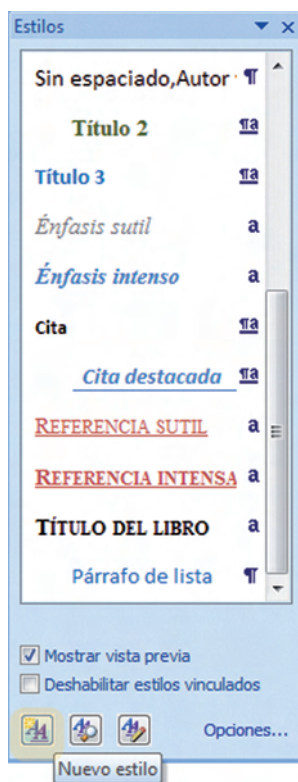 Estilos
Sin espaciado,Autor ¶
Título 2 ¶a
Título 3 ¶a
Énfasis sutil a
Énfasis intenso a
Cita ¶a
Cita destacada ¶a
REFERENCIA SUTIL a
REFERENCIA INTENSA a
TÍTULO DEL LIBRO a
Párrafo de lista ¶
Mostrar vista previa
Deshabilitar estilos vinculados
Opciones...
Nuevo estilo